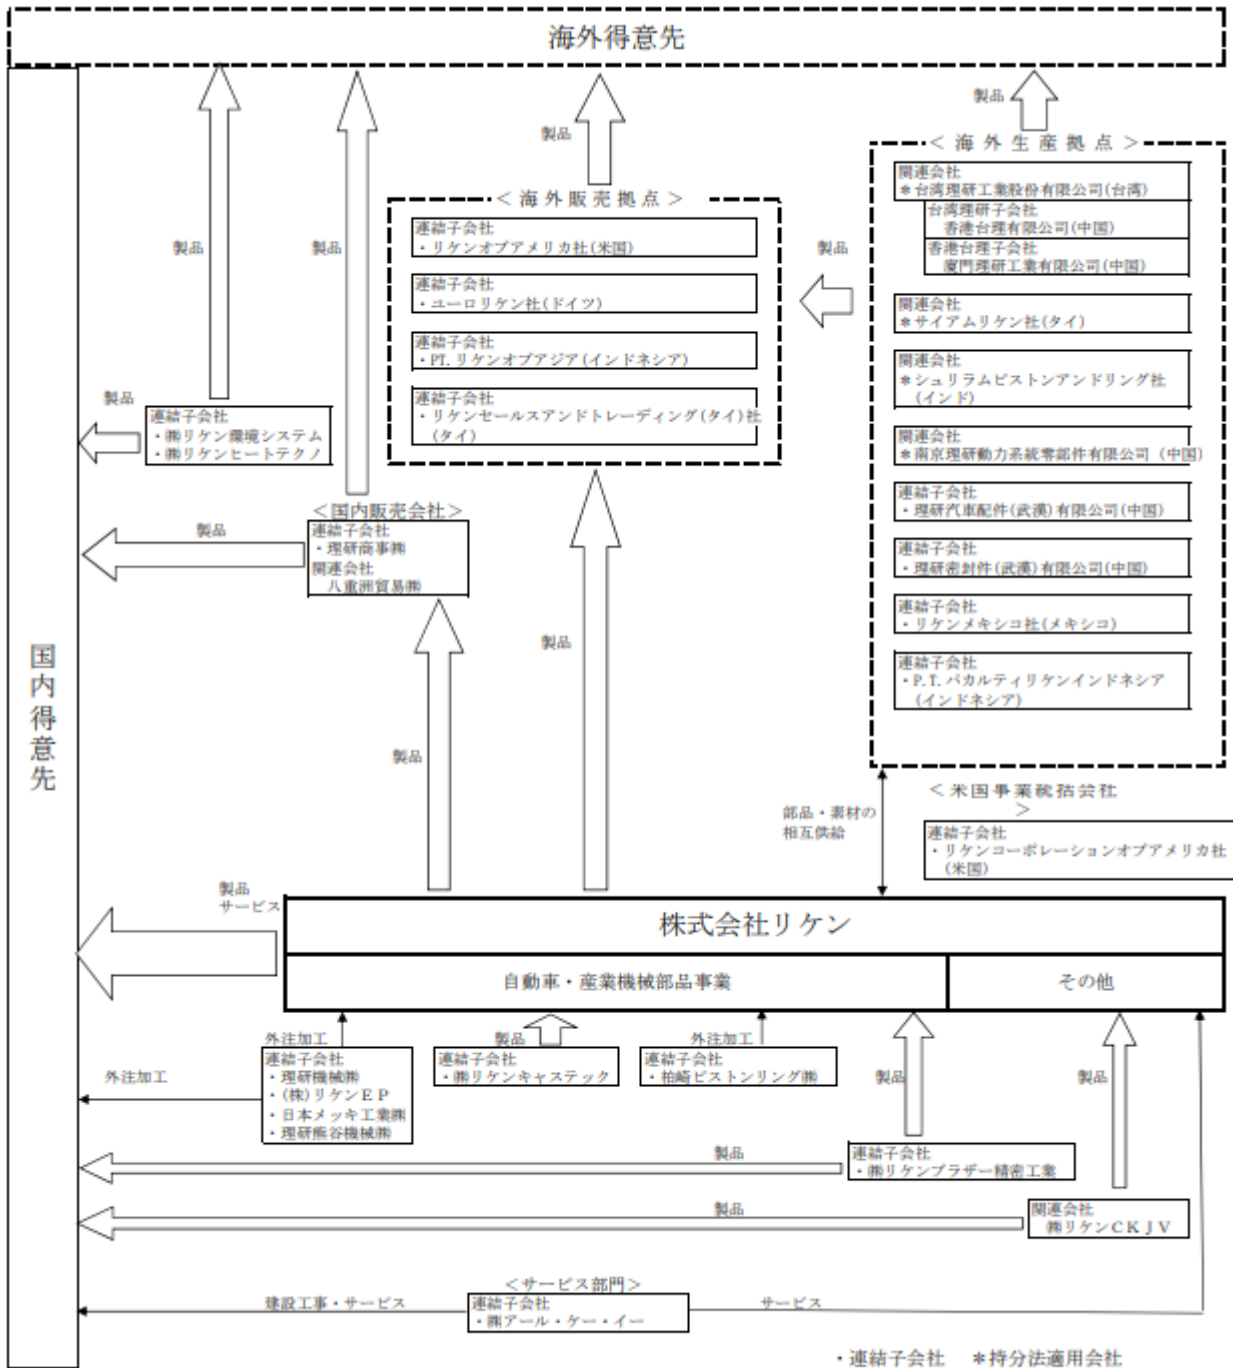 海外得意先
製品
製品
＜海外生産拠点＞
関連会社
＊台湾理研工業股份有限公司(台湾)
台湾理研子会社
香港台理有限公司(中国)
香港台理子会社
廈門理研工業有限公司(中国)
＜海外販売拠点＞
連結子会社
・リケンオブアメリカ社(米国)
製品
製品
製品
連結子会社
・ユーロリケン社(ドイツ)
関連会社
＊サイアムリケン社(タイ)
連結子会社
・PT.リケンオブアジア(インドネシア)
関連会社
＊シュリラムピストンアンドリング社
(インド)
連結子会社
・リケンセールスアンドトレーディング(タイ)社
(タイ)
製品
連結子会社
・㈱リケン環境システム
・㈱リケンヒートテクノ
関連会社
＊南京理研動力系統零部件有限公司(中国)
連結子会社
・理研汽車配件(武漢)有限公司(中国)
＜国内販売会社＞
連結子会社
・理研商事㈱
関連会社
八重洲貿易㈱
製品
連結子会社
・理研密封件(武漢)有限公司(中国)
連結子会社
・リケンメキシコ社(メキシコ)
製品
連結子会社
・P.T.パカルティリケンインドネシア
(インドネシア)
国内得意先
製品
＜米国事業統括会社
＞
部品・素材の
相互供給
連結子会社
・リケンコーポレーションオブアメリカ社
(米国)
製品
サービス
株式会社リケン
自動車・産業機械部品事業
その他
外注加工
製品
外注加工
連結子会社
・理研機械㈱
・(株)リケンＥＰ
・日本メッキ工業㈱
・理研熊谷機械㈱
連結子会社
・㈱リケンキャステック
連結子会社
・柏崎ピストンリング㈱
外注加工
製品
製品
製品
連結子会社
・㈱リケンブラザー精密工業
製品
関連会社
㈱リケンＣＫＪＶ
＜サービス部門＞
建設工事・サービス
連結子会社
・㈱アール・ケー・イー
サービス
・連結子会社　＊持分法適用会社